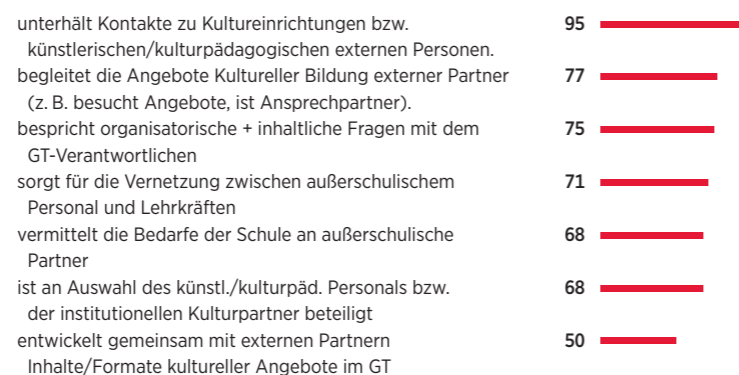 unterhält Kontakte zu Kultureinrichtungen bzw. 95
künstlerischen/kulturpädagogischen externen Personen.
begleitet die Angebote Kultureller Bildung externer Partner 77
(z. B. besucht Angebote, ist Ansprechpartner).
bespricht organisatorische + inhaltliche Fragen mit dem 75
GT-Verantwortlichen
sorgt für die Vernetzung zwischen außerschulischem 71
Personal und Lehrkräften
vermittelt die Bedarfe der Schule an außerschulische 68
Partner
ist an Auswahl des künstl./kulturpäd. Personals bzw. 68
der institutionellen Kulturpartner beteiligt
entwickelt gemeinsam mit externen Partnern 50
Inhalte/Formate kultureller Angebote im GT